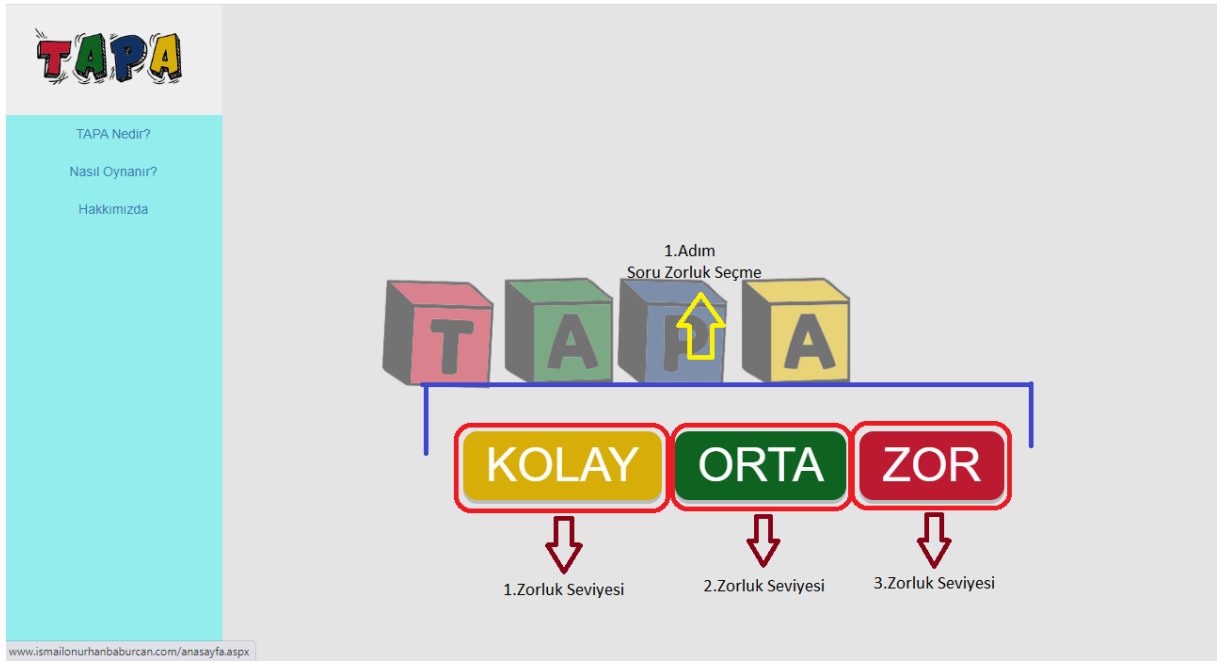 TAPA
TAPA Nedir?
Nasıl Oynanır?
Hakkımızda
1.Adım
Soru Zorluk Seçme
T A P A
KOLAY ORTA ZOR
1.Zorluk Seviyesi 2.Zorluk Seviyesi 3.Zorluk Seviyesi
www.ismailonurhanbaburcan.com/anasayfa.aspx